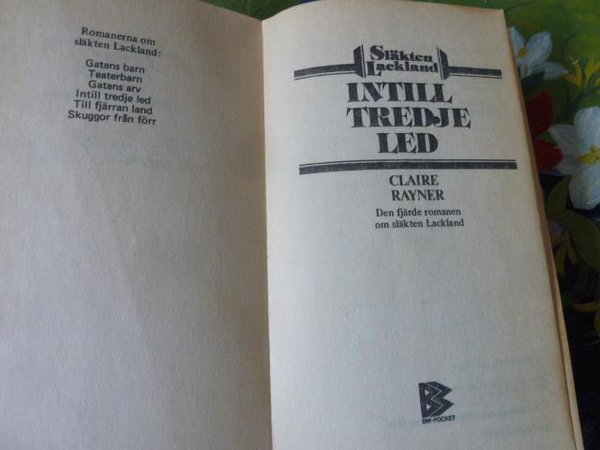 Romanerna om
släkten Lackland:
Gatans barn
Teaterbarn
Gatans arv
Intill tredje led
Till fjärran land
Skuggor från förr
Släkten
Lackland
INTILL
TREDJE
LED
CLAIRE
RAYNER
Den fjärde romanen
om släkten Lackland
BW-POCKET